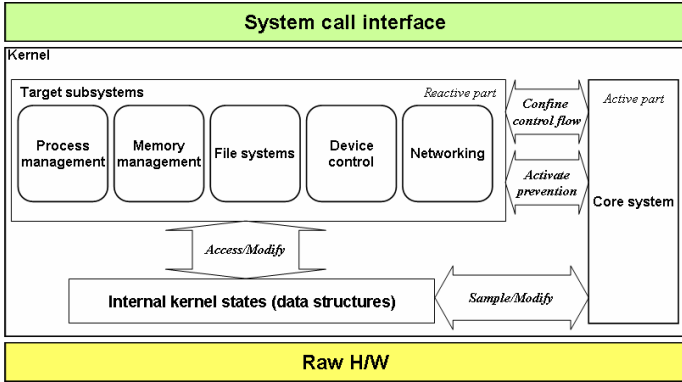 System call interface
Kernel
Target subsystems
Reactive part
Process
management
Memory
management
File systems
Device
control
Networking
Confine
control flow
Activate
prevention
Active part
Core system
Access/Modify
Internal kernel states (data structures)
Sample/Modify
Raw H/W